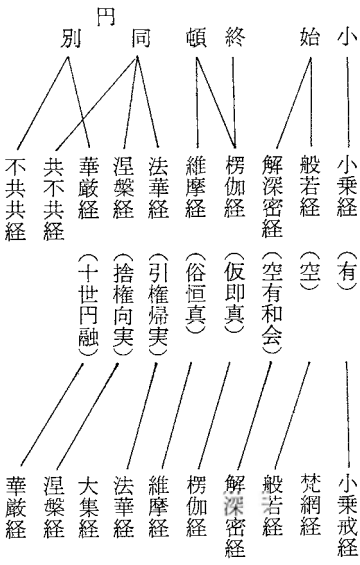 小
始
終
頓
円
同
別
小乗経
般若経
解深密経
楞伽経
維摩経
法華経
涅槃経
華厳経
共不共経
不共共経
（有）
（空）
（空有和会）
（仮即真）
（俗恒真）
（引権帰実）
（捨権向実）
（十世円融）
小乗戒経
梵網経
般若経
解深密経
楞伽経
維摩経
法華経
大集経
涅槃経
華厳経